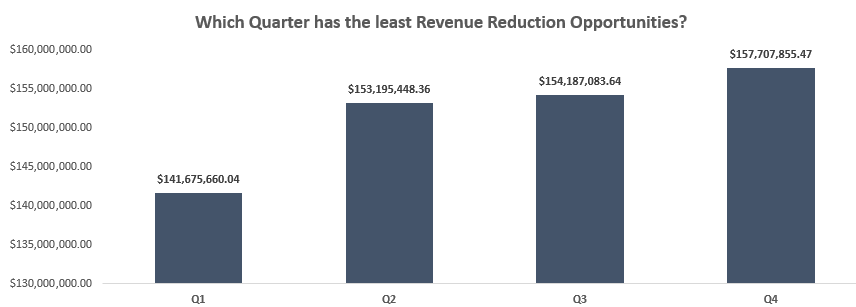 Which Quarter has the least Revenue Reduction Opportunities?
$160,000,000.00
$155,000,000.00
$150,000,000.00
$145,000,000.00
$140,000,000.00
$135,000,000.00
$130,000,000.00
$141,675,660.04
$153,195,448.36
$154,187,083.64
$157,707,855.47
Q1
Q2
Q3
Q4